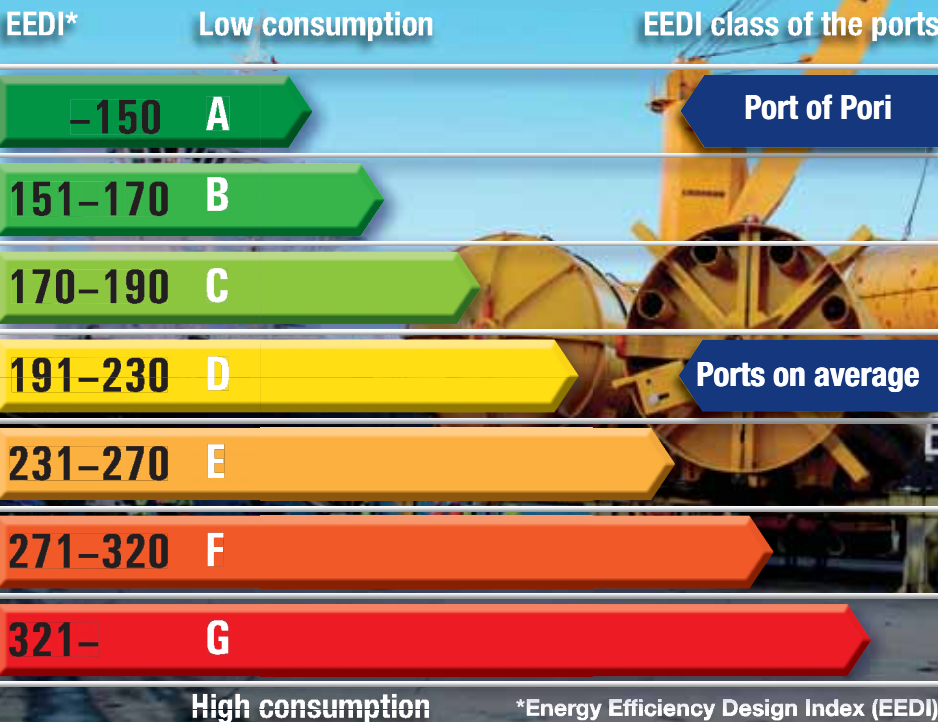 EEDI* Low consumption EEDI class of the ports
–150 A Port of Pori
151–170 B
170–190 C
191–230 D Ports on average
231–270 E
271–320 F
321– G
High consumption *Energy Efficiency Design Index (EEDI)